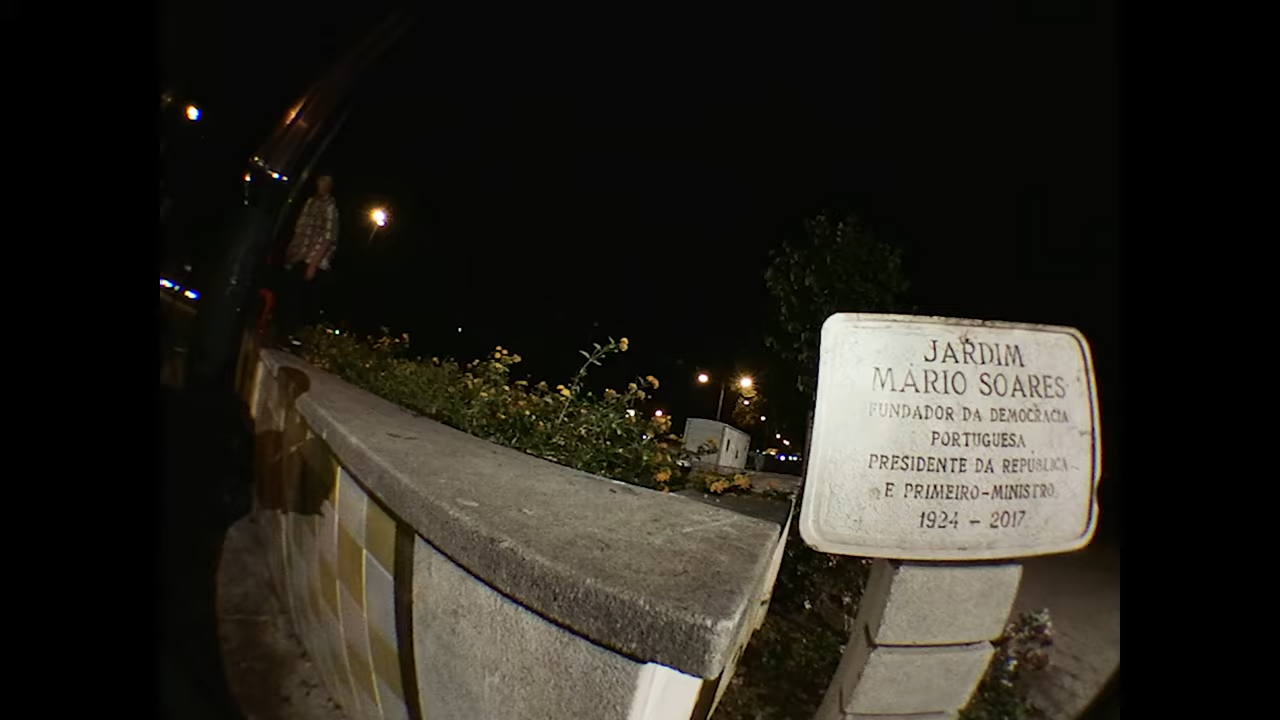 JARDIM
MÁRIO SOARES
FUNDADOR DA DEMOCRACIA
PORTUGUESA
PRESIDENTE DA REPÚBLICA
E PRIMEIRO-MINISTRO
1924 - 2017